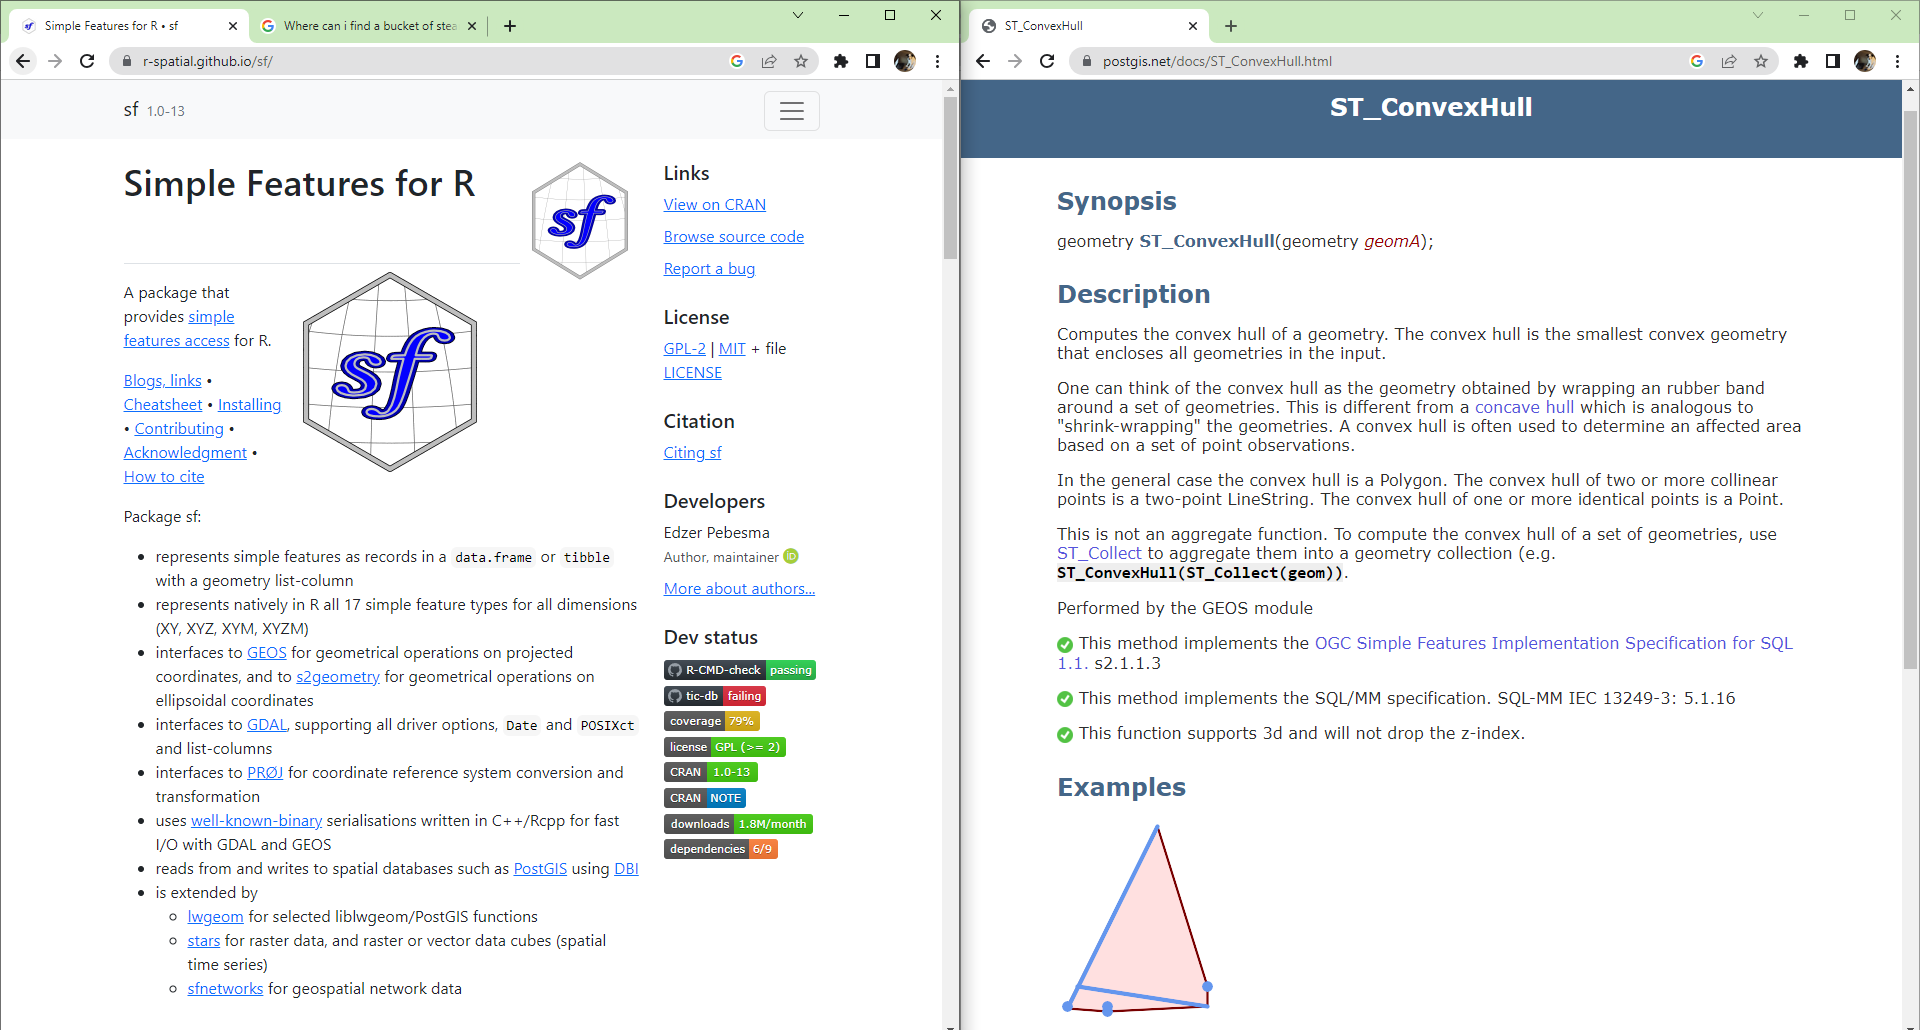 Simple Features for R • sf
Where can i find a bucket of stea
r-spatial.github.io/sf/
sf 1.0-13
Simple Features for R
sf
A package that
provides simple
features access for R.
sf
Blogs, links •
Cheatsheet • Installing
• Contributing •
Acknowledgment •
How to cite
Package sf:
• represents simple features as records in a data.frame or tibble
with a geometry list-column
• represents natively in R all 17 simple feature types for all dimensions
(XY, XYZ, XYM, XYZM)
• interfaces to GEOS for geometrical operations on projected
coordinates, and to s2geometry for geometrical operations on
ellipsoidal coordinates
• interfaces to GDAL, supporting all driver options, Date and POSIXct
and list-columns
• interfaces to PRØJ for coordinate reference system conversion and
transformation
• uses well-known-binary serialisations written in C++/Rcpp for fast
I/O with GDAL and GEOS
• reads from and writes to spatial databases such as PostGIS using DBI
• is extended by
◦ lwgeom for selected liblwgeom/PostGIS functions
◦ stars for raster data, and raster or vector data cubes (spatial
time series)
◦ sfnetworks for geospatial network data
Links
View on CRAN
Browse source code
Report a bug
License
GPL-2 | MIT + file
LICENSE
Citation
Citing sf
Developers
Edzer Pebesma
Author, maintainer iD
More about authors...
Dev status
R-CMD-check passing
tic-db failing
coverage 79%
license GPL (>= 2)
CRAN 1.0-13
CRAN NOTE
downloads 1.8M/month
dependencies 6/9
ST_ConvexHull
postgis.net/docs/ST_ConvexHull.html
ST_ConvexHull
Synopsis
geometry ST_ConvexHull(geometry geomA);
Description
Computes the convex hull of a geometry. The convex hull is the smallest convex geometry
that encloses all geometries in the input.
One can think of the convex hull as the geometry obtained by wrapping an rubber band
around a set of geometries. This is different from a concave hull which is analogous to
"shrink-wrapping" the geometries. A convex hull is often used to determine an affected area
based on a set of point observations.
In the general case the convex hull is a Polygon. The convex hull of two or more collinear
points is a two-point LineString. The convex hull of one or more identical points is a Point.
This is not an aggregate function. To compute the convex hull of a set of geometries, use
ST_Collect to aggregate them into a geometry collection (e.g.
ST_ConvexHull(ST_Collect(geom)).
Performed by the GEOS module
This method implements the OGC Simple Features Implementation Specification for SQL
1.1. s2.1.1.3
This method implements the SQL/MM specification. SQL-MM IEC 13249-3: 5.1.16
This function supports 3d and will not drop the z-index.
Examples